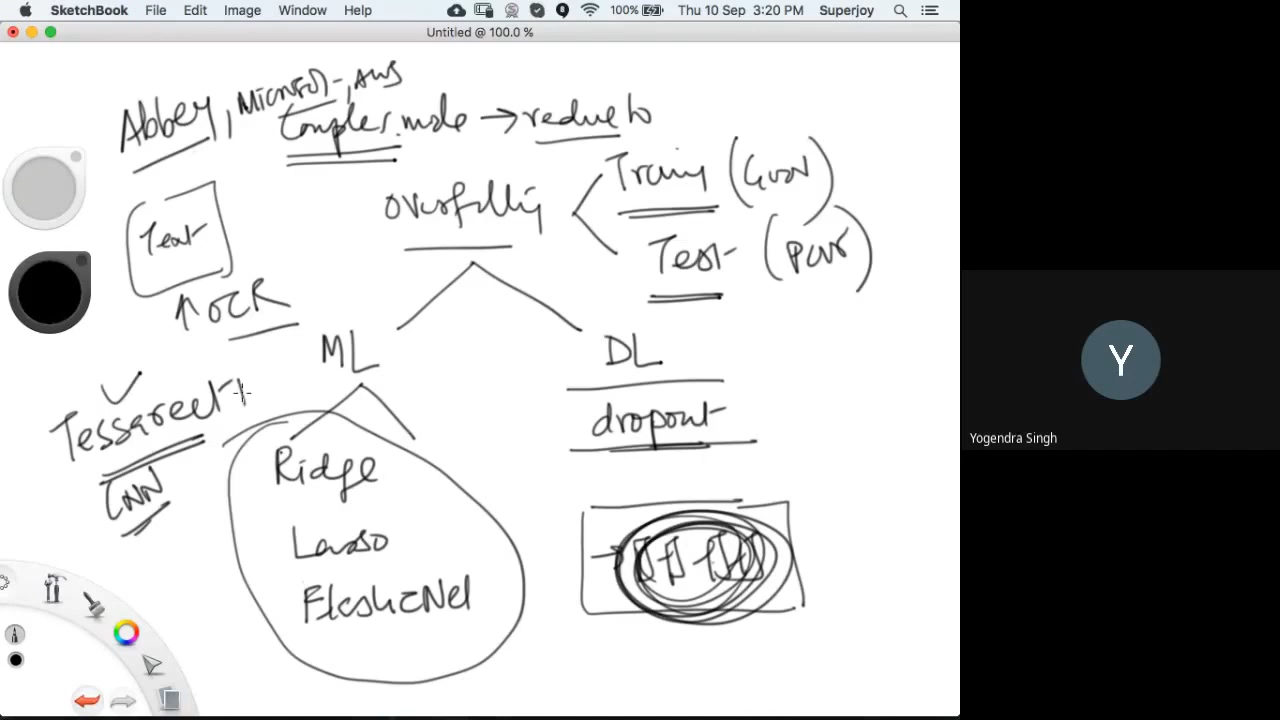 SketchBook File Edit Image Window Help 100% Thu 10 Sep 3:20 PM Superjoy
Untitled @ 100.0 %
Abbey, Microsoft, AWS
Complex mode → reduce to
Overfitting
Training (Good)
Test (Poor)
Text
OCR
ML
DL
Tesseract
CNN
dropout
Ridge
Lasso
ElasticNet
Y
Yogendra Singh